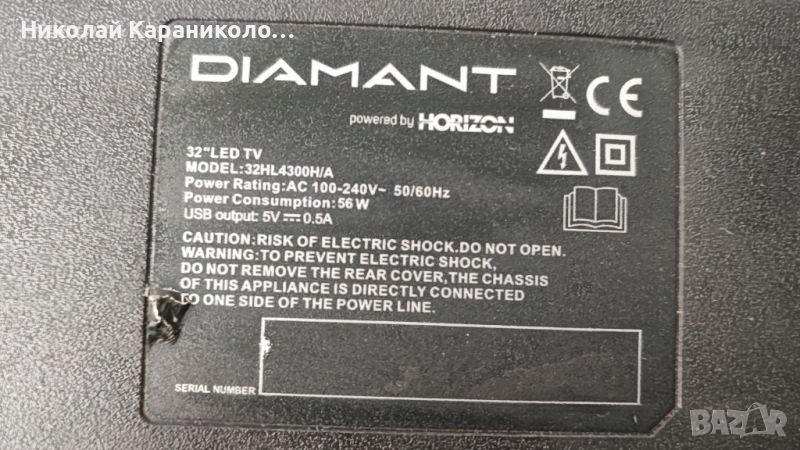 Николай Караниколо...
DIAMANT
powered by HORIZON
CE
32"LED TV
MODEL:32HL4300H/A
Power Rating:AC 100-240V~ 50/60Hz
Power Consumption:56W
USB output: 5V⎓0.5A
CAUTION:RISK OF ELECTRIC SHOCK.DO NOT OPEN.
WARNING:TO PREVENT ELECTRIC SHOCK,
DO NOT REMOVE THE REAR COVER,THE CHASSIS
OF THIS APPLIANCE IS DIRECTLY CONNECTED
TO ONE SIDE OF THE POWER LINE.
SERIAL NUMBER
BAZAR